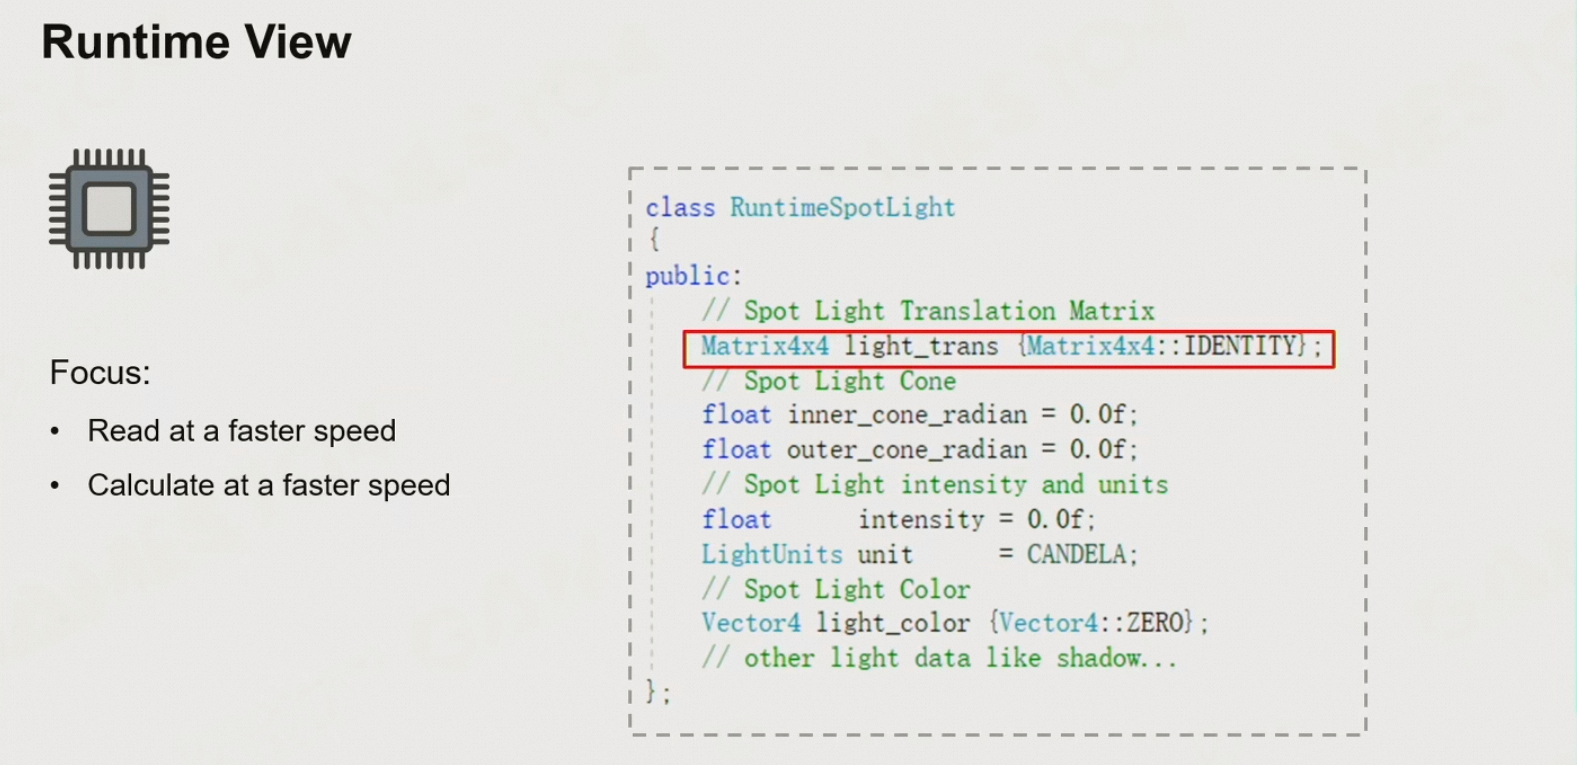 Runtime View
Focus:
• Read at a faster speed
• Calculate at a faster speed
class RuntimeSpotLight
{
public:
// Spot Light Translation Matrix
Matrix4x4 light_trans {Matrix4x4::IDENTITY};
// Spot Light Cone
float inner_cone_radian = 0.0f;
float outer_cone_radian = 0.0f;
// Spot Light intensity and units
float      intensity = 0.0f;
LightUnits unit      = CANDELA;
// Spot Light Color
Vector4 light_color {Vector4::ZERO};
// other light data like shadow...
};